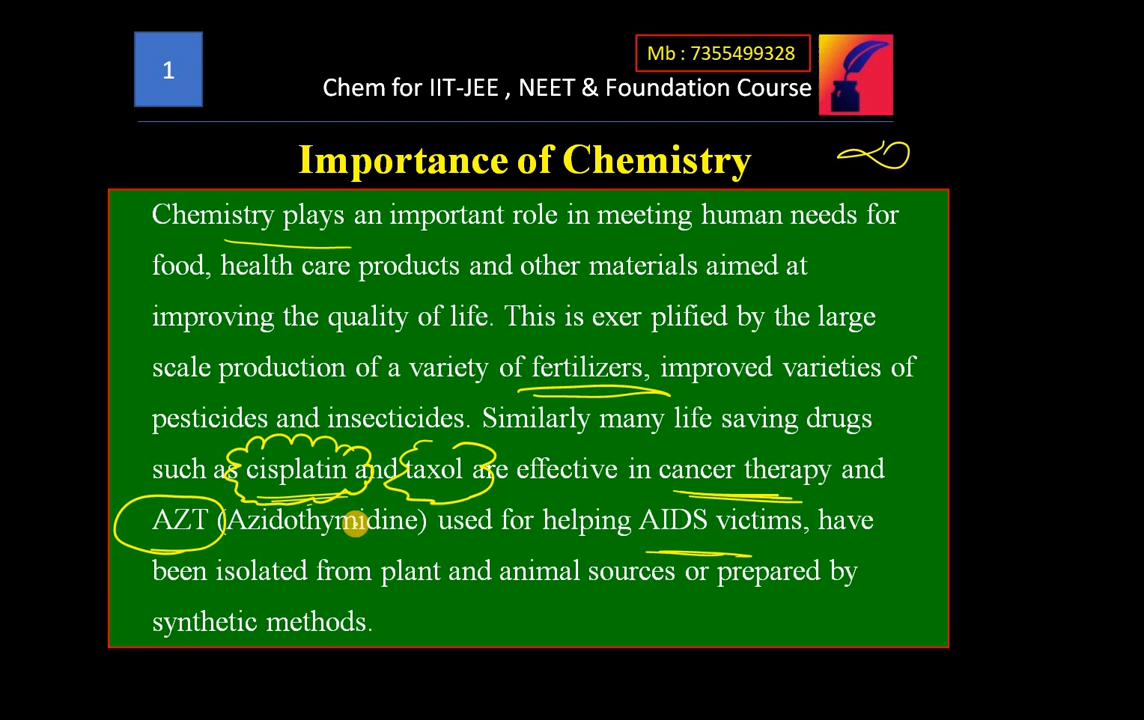 1
Mb : 7355499328
Chem for IIT-JEE , NEET & Foundation Course
Importance of Chemistry
Chemistry plays an important role in meeting human needs for
food, health care products and other materials aimed at
improving the quality of life. This is exer plified by the large
scale production of a variety of fertilizers, improved varieties of
pesticides and insecticides. Similarly many life saving drugs
such as cisplatin and taxol are effective in cancer therapy and
AZT (Azidothymidine) used for helping AIDS victims, have
been isolated from plant and animal sources or prepared by
synthetic methods.